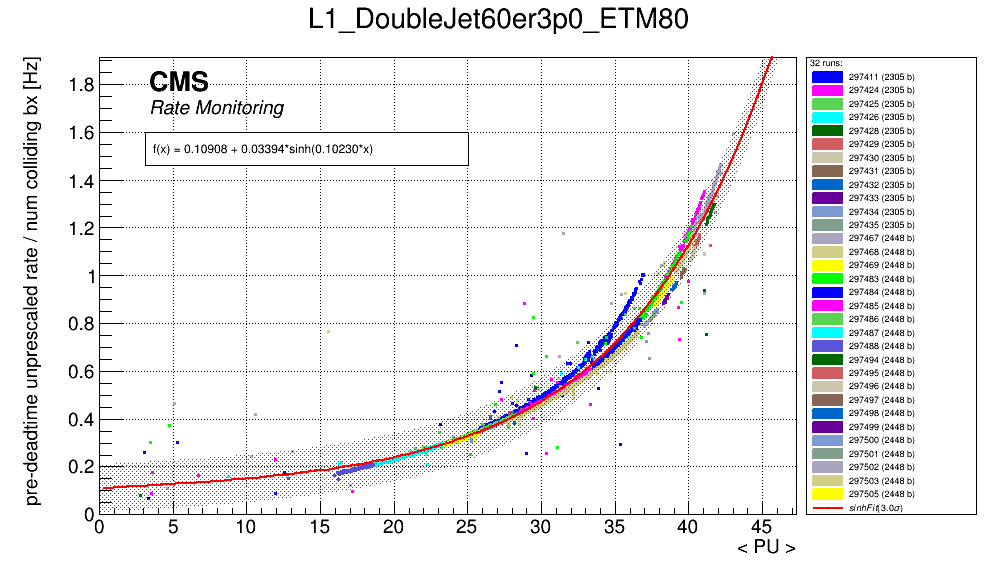 L1_DoubleJet60er3p0_ETM80
pre-deadtime unprescaled rate / num colliding bx [Hz]
CMS
Rate Monitoring
f(x) = 0.10908 + 0.03394*sinh(0.10230*x)
1.8
1.6
1.4
1.2
1
0.8
0.6
0.4
0.2
0
0 5 10 15 20 25 30 35 40 45
< PU >
32 runs:
297411 (2305 b)
297424 (2305 b)
297425 (2305 b)
297426 (2305 b)
297428 (2305 b)
297429 (2305 b)
297430 (2305 b)
297431 (2305 b)
297432 (2305 b)
297433 (2305 b)
297434 (2305 b)
297435 (2305 b)
297467 (2448 b)
297468 (2448 b)
297469 (2448 b)
297483 (2448 b)
297484 (2448 b)
297485 (2448 b)
297486 (2448 b)
297487 (2448 b)
297488 (2448 b)
297494 (2448 b)
297495 (2448 b)
297496 (2448 b)
297497 (2448 b)
297498 (2448 b)
297499 (2448 b)
297500 (2448 b)
297501 (2448 b)
297502 (2448 b)
297503 (2448 b)
297505 (2448 b)
sinhFit(3.0σ)